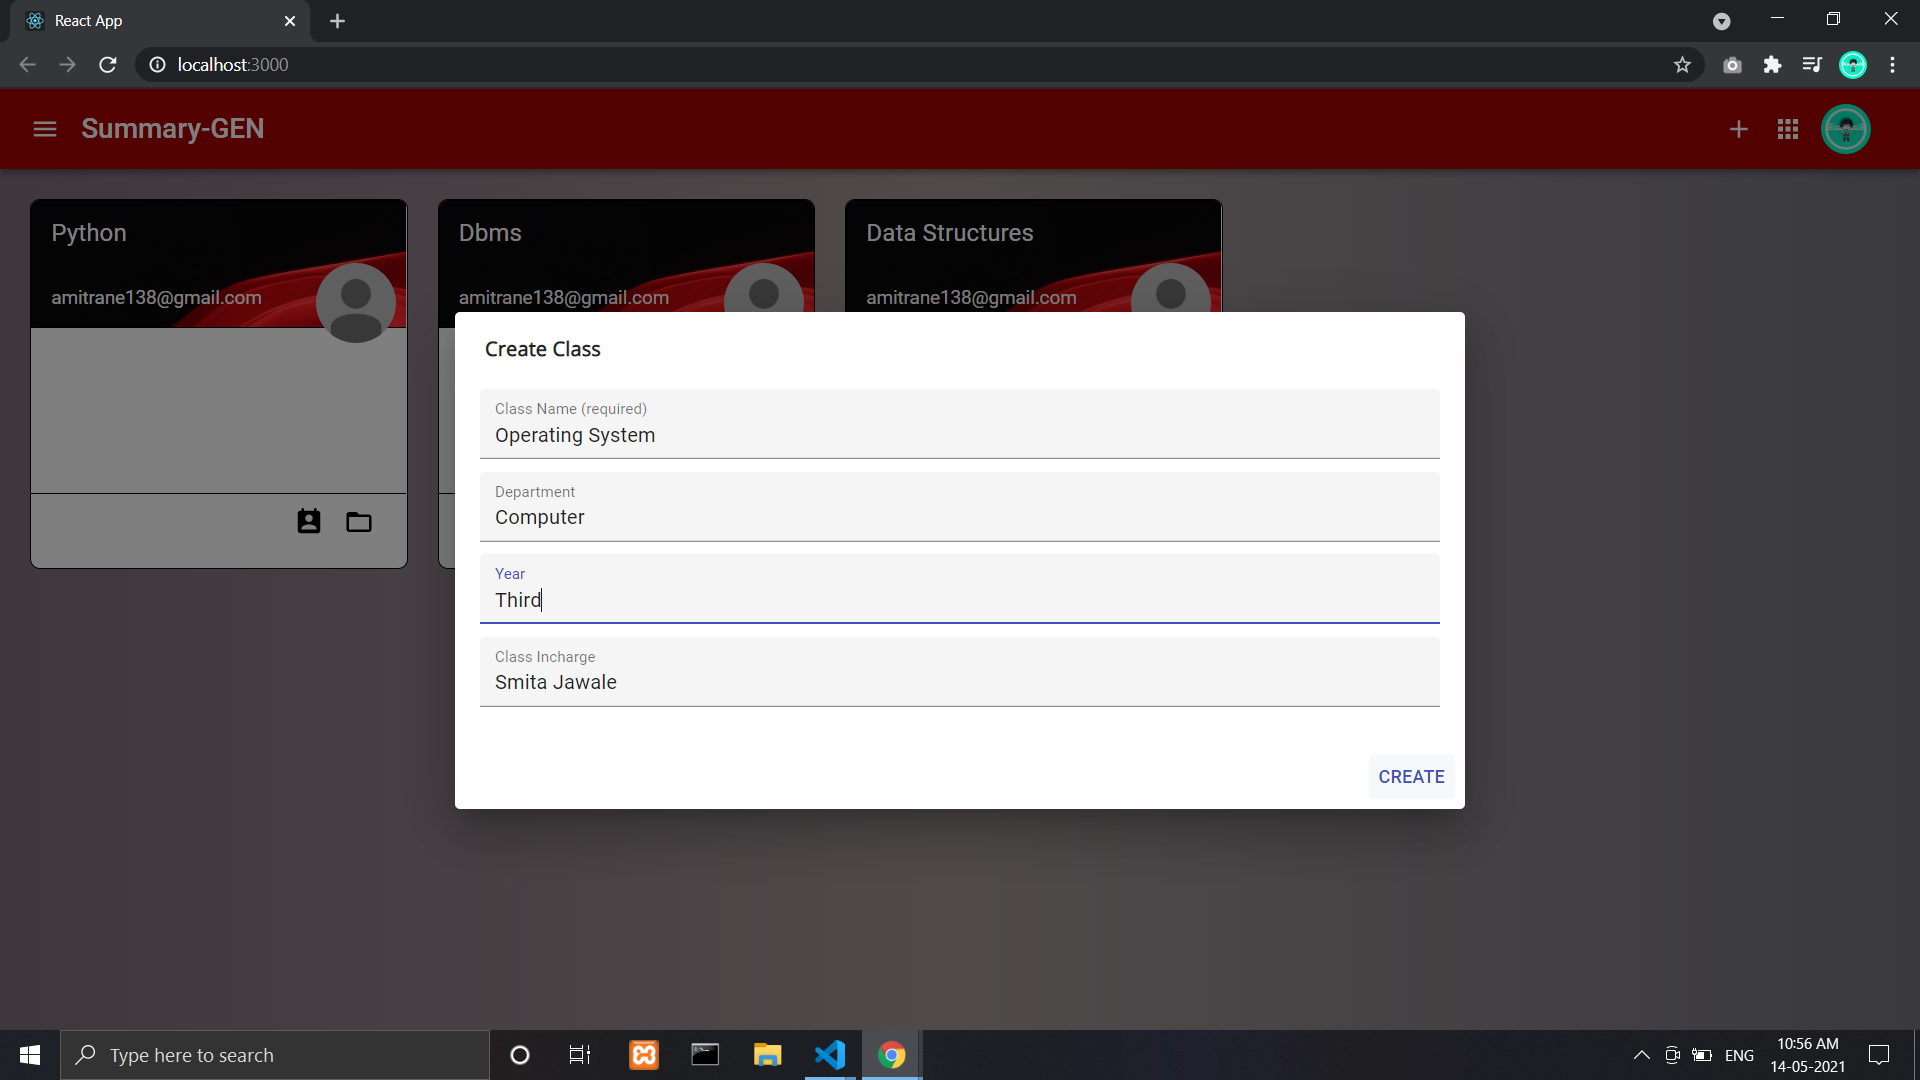 React App
localhost:3000
Summary-GEN
Python
amitrane138@gmail.com
Dbms
amitrane138@gmail.com
Data Structures
amitrane138@gmail.com
Create Class
Class Name (required)
Operating System
Department
Computer
Year
Third
Class Incharge
Smita Jawale
CREATE
Type here to search
ENG
10:56 AM
14-05-2021